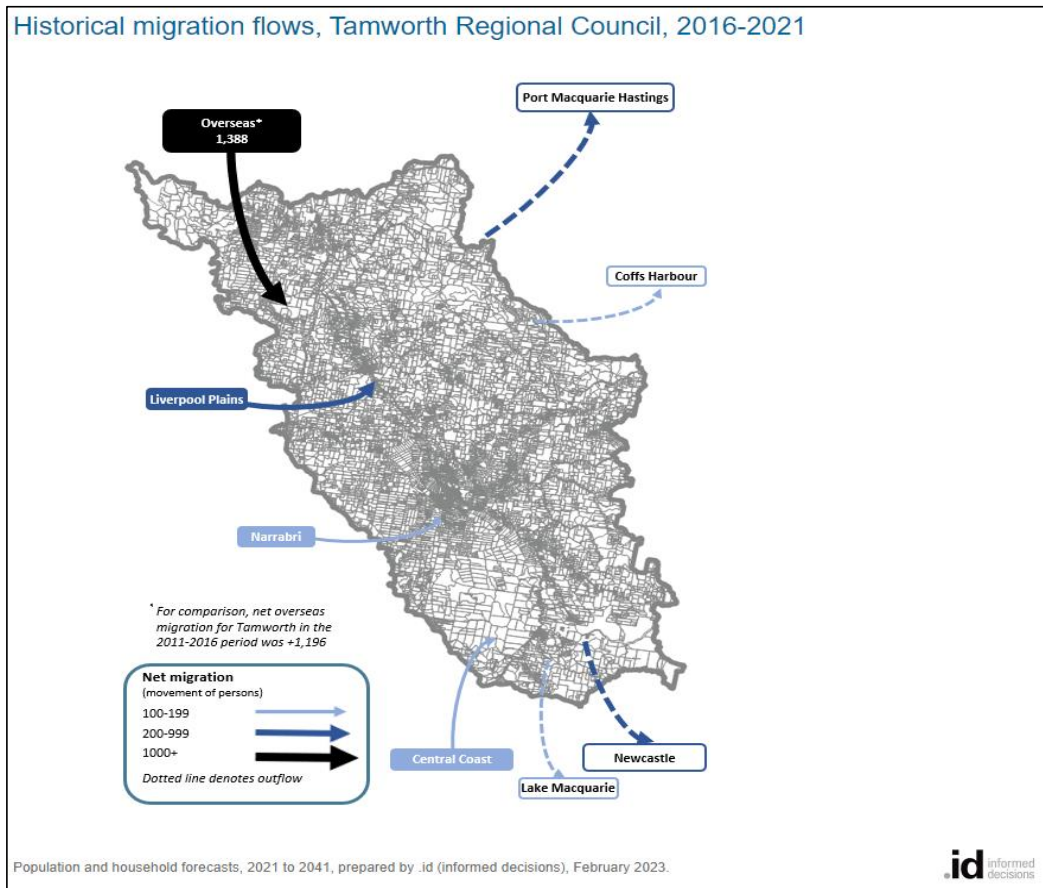 Historical migration flows, Tamworth Regional Council, 2016-2021
Port Macquarie Hastings
Overseas*
1,388
Coffs Harbour
Liverpool Plains
Narrabri
* For comparison, net overseas
migration for Tamworth in the
2011-2016 period was +1,196
Net migration
(movement of persons)
100-199
200-999
1000+
Dotted line denotes outflow
Central Coast
Newcastle
Lake Macquarie
Population and household forecasts, 2021 to 2041, prepared by .id (informed decisions), February 2023.
.id informed
decisions